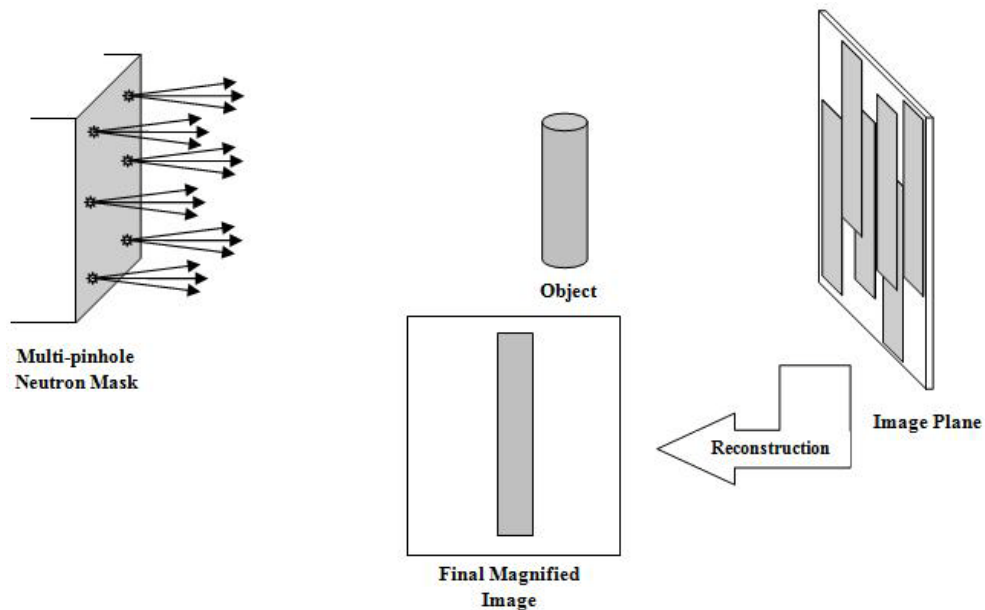 Object
Multi-pinhole
Neutron Mask
Image Plane
Reconstruction
Final Magnified
Image